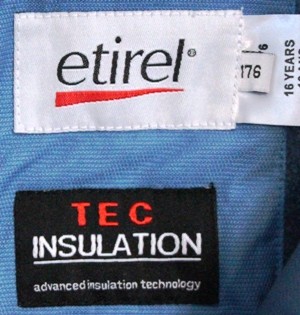 etirel®
176
16 YEARS
TEC
INSULATION
advanced insulation technology